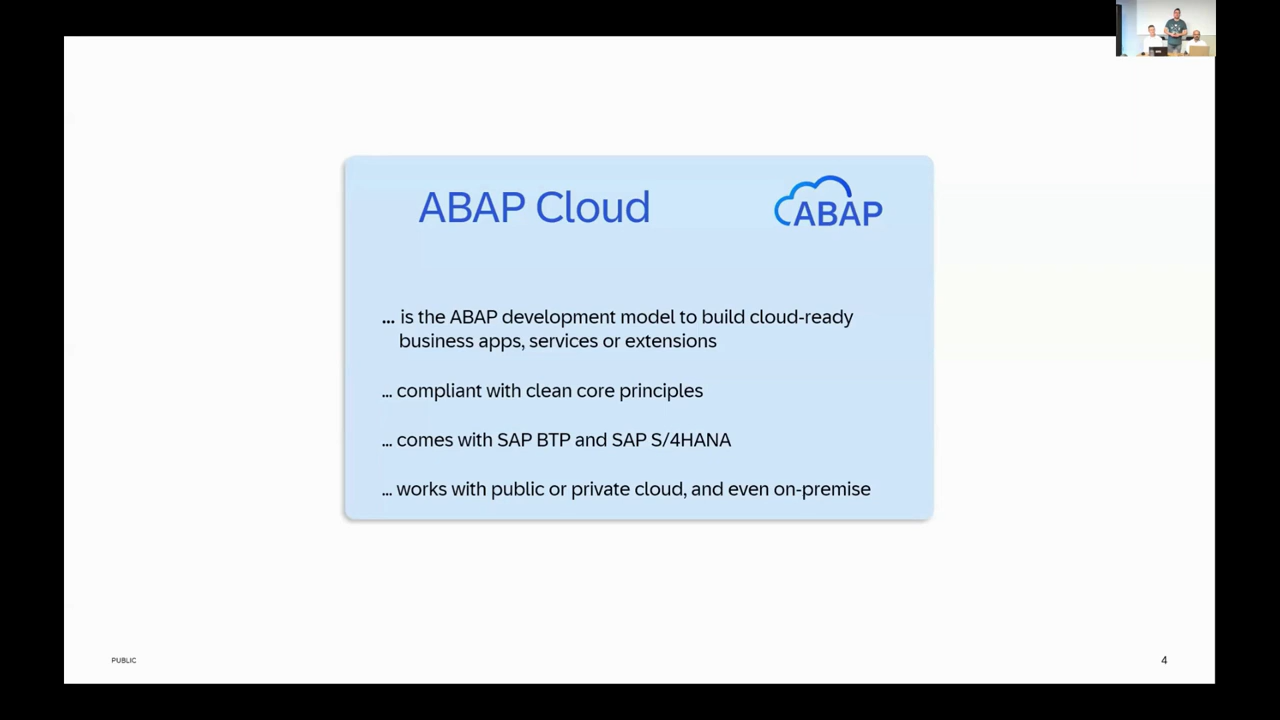 ABAP Cloud
ABAP
... is the ABAP development model to build cloud-ready
business apps, services or extensions
... compliant with clean core principles
... comes with SAP BTP and SAP S/4HANA
... works with public or private cloud, and even on-premise
PUBLIC
4